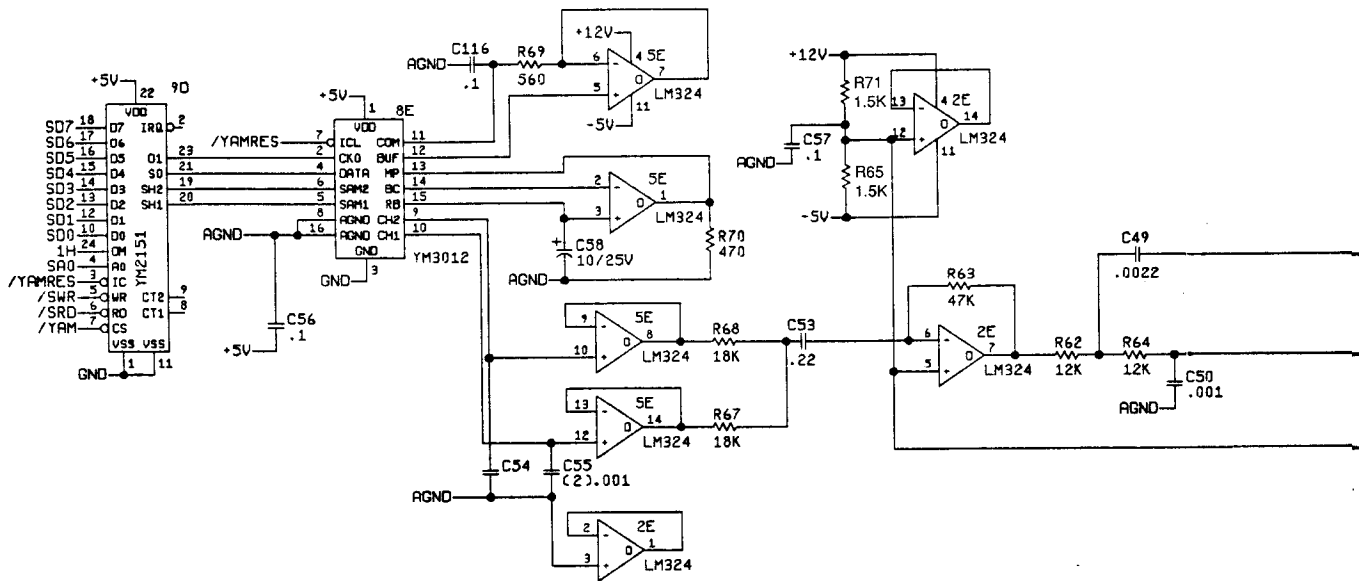 +5V
9D
22
VDD
SD7 18 D7
IRQ 2
SD6 17 D6
SD5 16 D5
O1 23
SD4 15 D4
SO 21
SD3 14 D3
SH2 19
SD2 13 D2
SH1 20
SD1 12 D1
SD0 10 D0
1H 24 OM
SA0 4 A0
/YAMRES 3 IC
/SWR 5 WR
CT2 9
/SRD 6 RD
CT1 8
/YAM 7 CS
YM2151
VSS VSS
1 11
GND
+5V
1
8E
VDD
/YAMRES 7 ICL
COM 11
2 CKO
BUF 12
4 DATA
MP 13
6 SAM2
BC 14
5 SAM1
RB 15
8 AGND
CH2 9
16 AGND
CH1 10
GND
3
YM3012
GND
AGND
C56
.1
+5V
AGND
C116
.1
R69
560
+12V
4
5E
6 -
O
7
5 +
11
LM324
-5V
5E
2 -
O
1
3 +
LM324
C58
10/25V
AGND
R70
470
5E
9 -
O
8
10 +
LM324
R68
18K
5E
13 -
O
14
12 +
LM324
R67
18K
C53
.22
C54
C55
(2).001
AGND
2E
2 -
O
1
3 +
LM324
+12V
R71
1.5K
C57
.1
AGND
R65
1.5K
-5V
4
2E
13 -
O
14
12 +
11
LM324
R63
47K
2E
6 -
O
7
5 +
LM324
R62
12K
R64
12K
C49
.0022
C50
.001
AGND